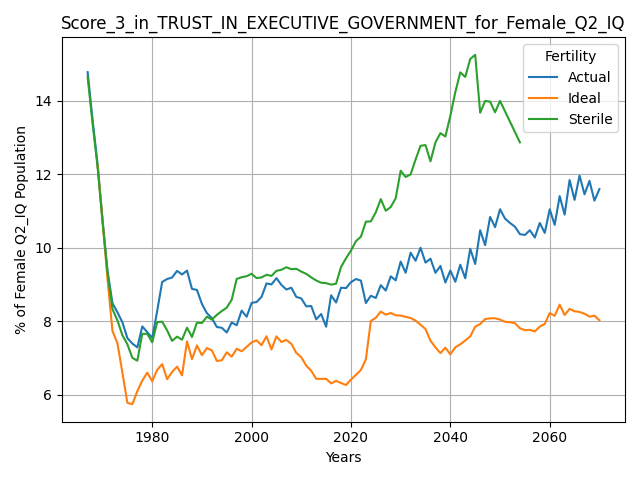 Score_3_in_TRUST_IN_EXECUTIVE_GOVERNMENT_for_Female_Q2_IQ
Fertility
Actual
Ideal
Sterile
% of Female Q2_IQ Population
14
12
10
8
6
1980
2000
2020
2040
2060
Years